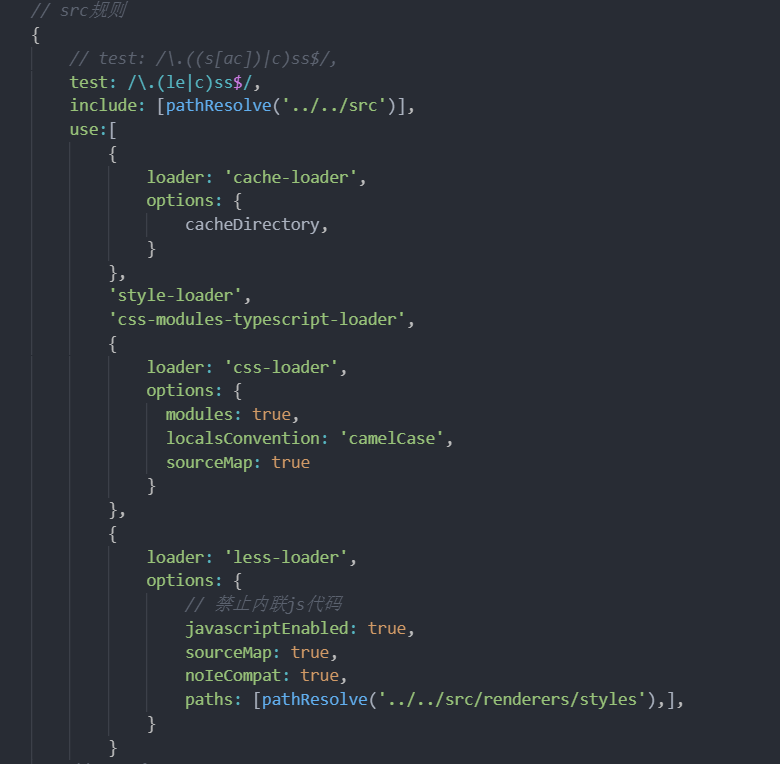 // src规则
{
// test: /\.((s[ac])|c)ss$/,
test: /\.(le|c)ss$/,
include: [pathResolve('../../src')],
use:[
{
loader: 'cache-loader',
options: {
cacheDirectory,
}
},
'style-loader',
'css-modules-typescript-loader',
{
loader: 'css-loader',
options: {
modules: true,
localsConvention: 'camelCase',
sourceMap: true
}
},
{
loader: 'less-loader',
options: {
// 禁止内联js代码
javascriptEnabled: true,
sourceMap: true,
noIeCompat: true,
paths: [pathResolve('../../src/renderers/styles'),],
}
}